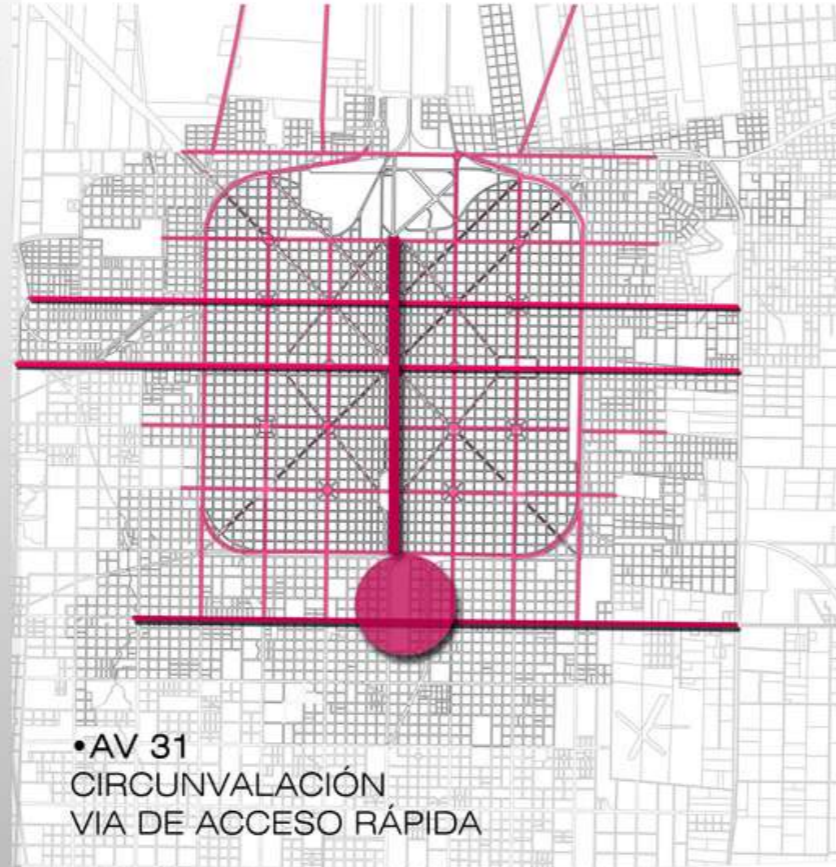 •AV 31
CIRCUNVALACIÓN
VIA DE ACCESO RÁPIDA